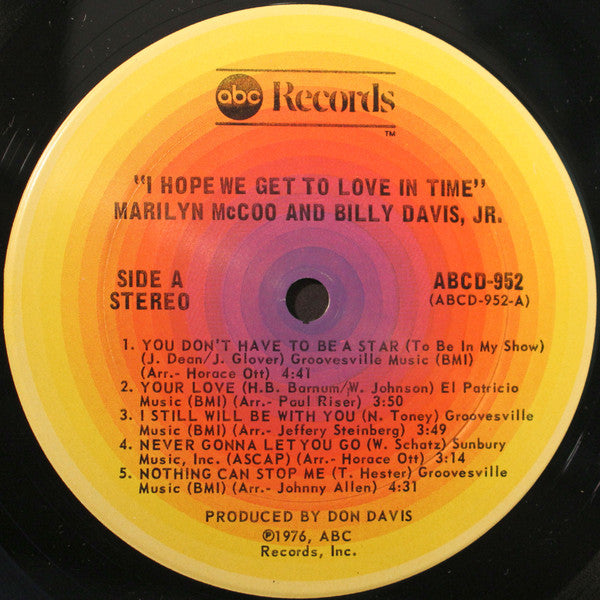 abc Records
TM
"I HOPE WE GET TO LOVE IN TIME"
MARILYN McCOO AND BILLY DAVIS, JR.
SIDE A
STEREO
ABCD-952
(ABCD-952-A)
1. YOU DON'T HAVE TO BE A STAR (To Be In My Show)
(J. Dean/J. Glover) Groovesville Music (BMI)
(Arr.- Horace Ott) 4:41
2. YOUR LOVE (H.B. Barnum/W. Johnson) El Patricio
Music (BMI) (Arr.- Paul Riser) 3:50
3. I STILL WILL BE WITH YOU (N. Toney) Groovesville
Music (BMI) (Arr.- Jeffery Steinberg) 3:49
4. NEVER GONNA LET YOU GO (W. Schatz) Sunbury
Music, Inc. (ASCAP) (Arr.- Horace Ott) 3:14
5. NOTHING CAN STOP ME (T. Hester) Groovesville
Music (BMI) (Arr.- Johnny Allen) 4:31
PRODUCED BY DON DAVIS
℗1976, ABC
Records, Inc.